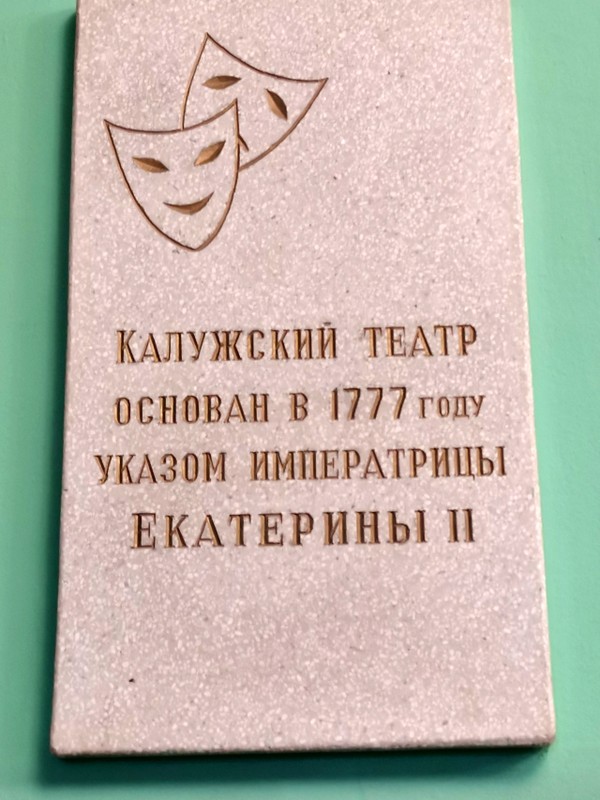 Калужский театр
основан в 1777 году
указом императрицы
Екатерины II